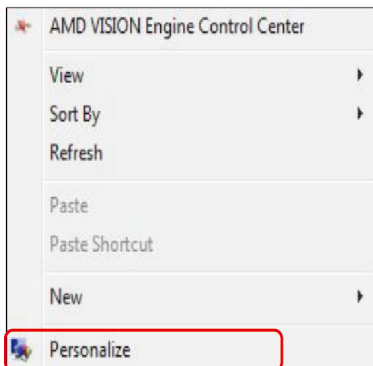 AMD VISION Engine Control Center
View
Sort By
Refresh
Paste
Paste Shortcut
New
Personalize